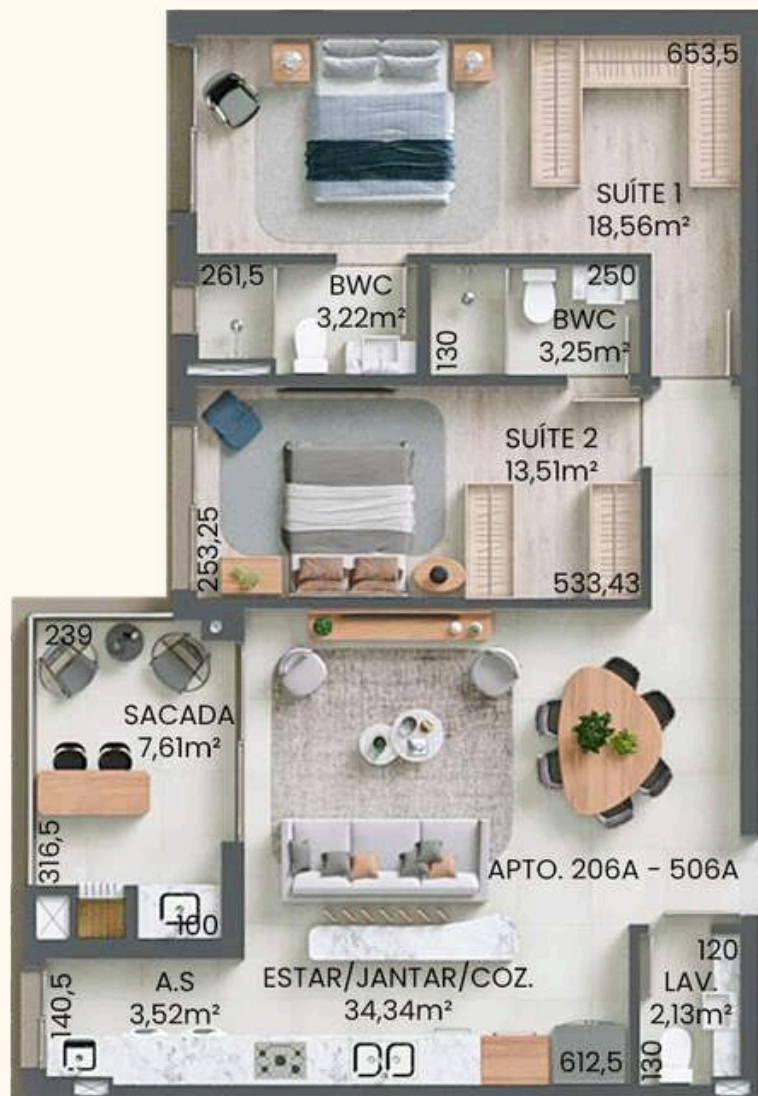 653,5
SUÍTE 1
18,56m²
261,5
BWC
3,22m²
130
250
BWC
3,25m²
SUÍTE 2
13,51m²
253,25
533,43
239
SACADA
7,61m²
316,5
100
APTO. 206A - 506A
140,5
A.S
3,52m²
ESTAR/JANTAR/COZ.
34,34m²
612,5
120
LAV.
2,13m²
130